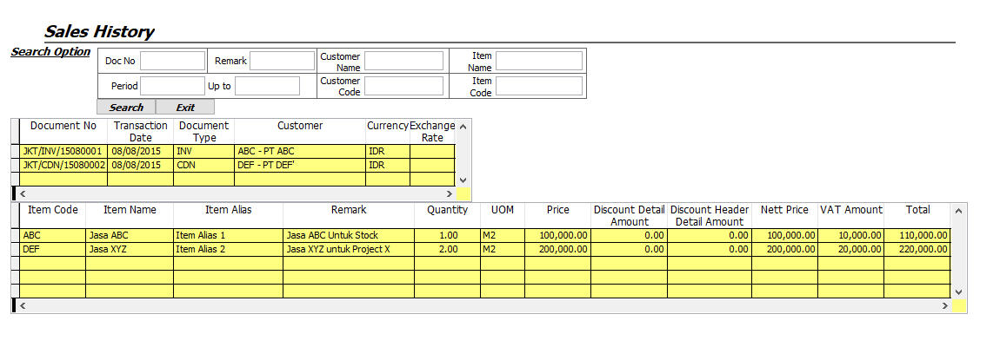 Sales History
Search Option
Doc No Remark Customer Name Item Name
Period Up to Customer Code Item Code
Search Exit
Document No Transaction Date Document Type Customer Currency Exchange Rate
JKT/INV/15080001 08/08/2015 INV ABC - PT ABC IDR
JKT/CDN/15080002 08/08/2015 CDN DEF - PT DEF' IDR
Item Code Item Name Item Alias Remark Quantity UOM Price Discount Detail Amount Discount Header Detail Amount Nett Price VAT Amount Total
ABC Jasa ABC Item Alias 1 Jasa ABC Untuk Stock 1.00 M2 100,000.00 0.00 0.00 100,000.00 10,000.00 110,000.00
DEF Jasa XYZ Item Alias 2 Jasa XYZ untuk Project X 2.00 M2 200,000.00 0.00 0.00 200,000.00 20,000.00 220,000.00